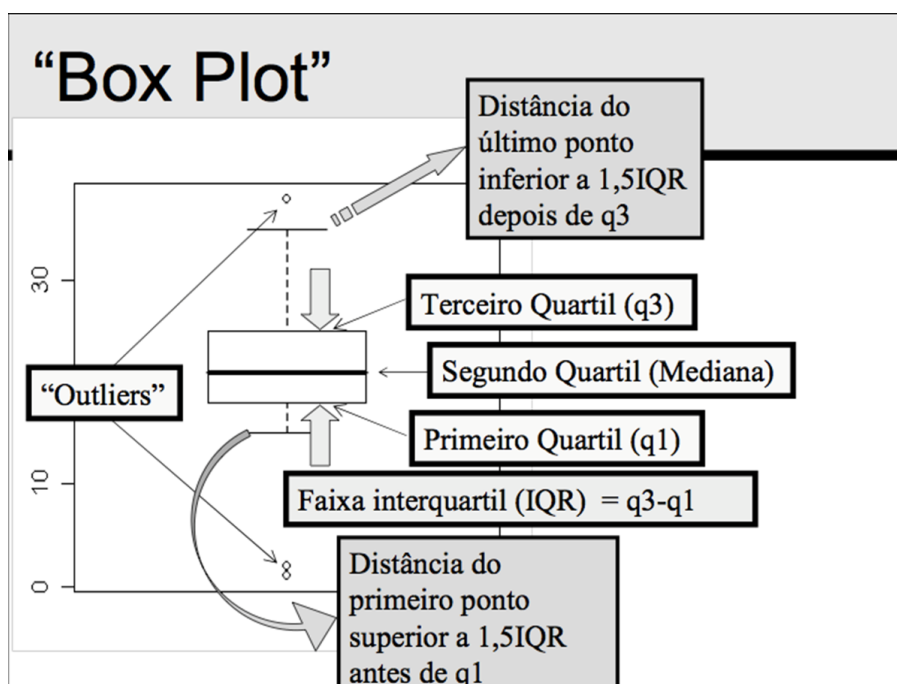 “Box Plot”
Distância do
último ponto
inferior a 1,5IQR
depois de q3
30
Terceiro Quartil (q3)
Segundo Quartil (Mediana)
“Outliers”
Primeiro Quartil (q1)
10
Faixa interquartil (IQR) = q3-q1
0
Distância do
primeiro ponto
superior a 1,5IQR
antes de q1